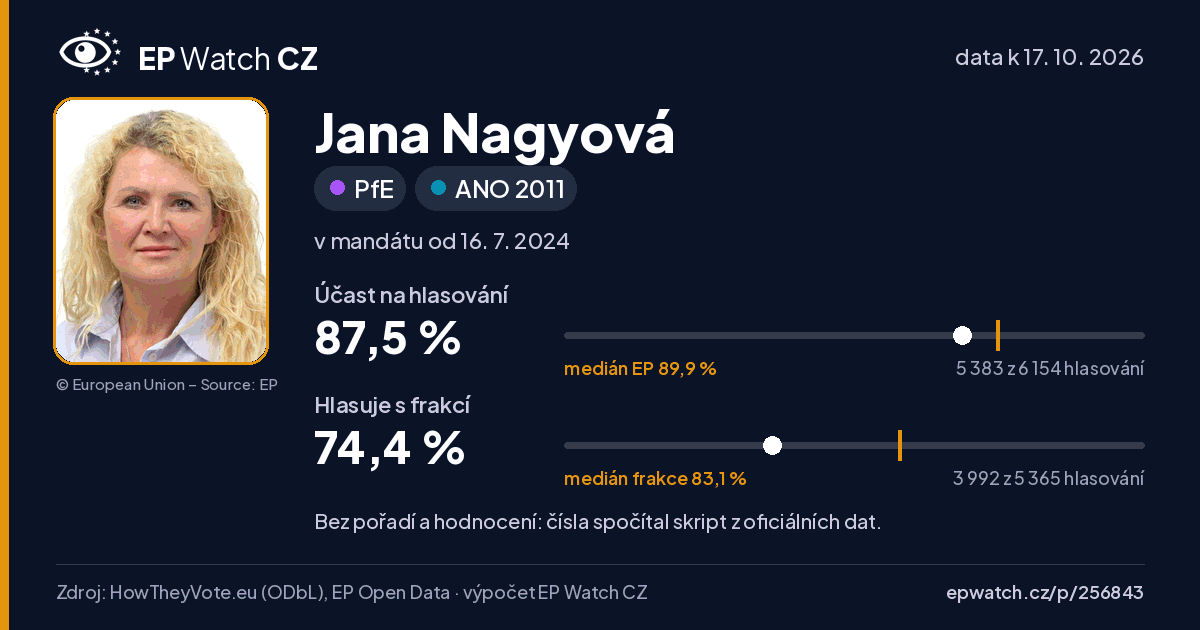 EP Watch CZ
data k 17. 10. 2026
Jana Nagyová
PfE
ANO 2011
v mandátu od 16. 7. 2024
Účast na hlasování
87,5 %
medián EP 89,9 %
5 383 z 6 154 hlasování
Hlasuje s frakcí
74,4 %
medián frakce 83,1 %
3 992 z 5 365 hlasování
© European Union – Source: EP
Bez pořadí a hodnocení: čísla spočítal skript z oficiálních dat.
Zdroj: HowTheyVote.eu (ODbL), EP Open Data · výpočet EP Watch CZ
epwatch.cz/p/256843